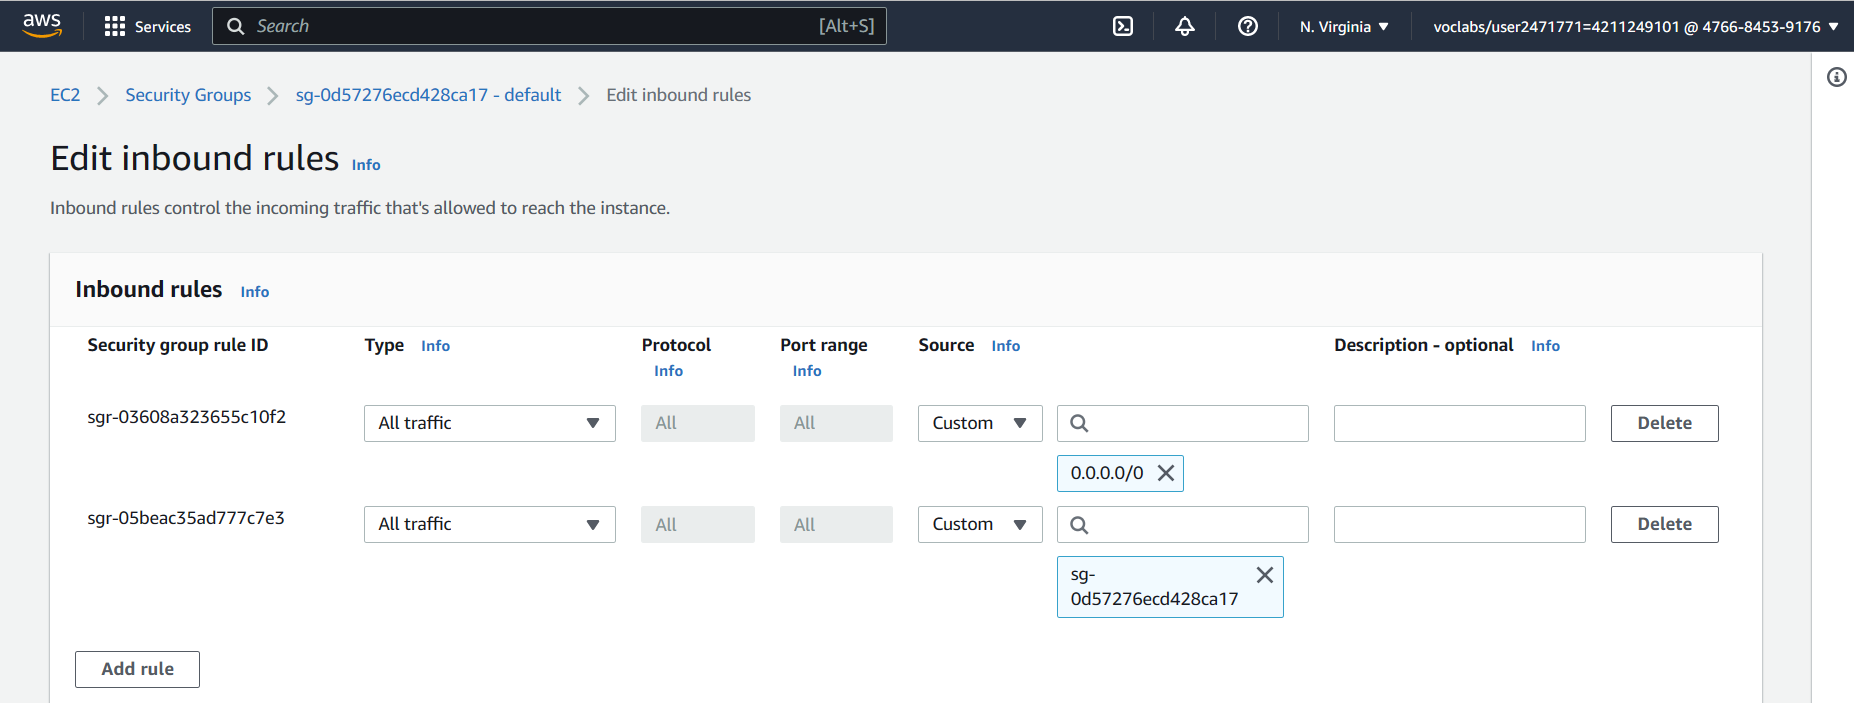 aws Services Search [Alt+S] N. Virginia voclabs/user2471771=4211249101 @ 4766-8453-9176
EC2 Security Groups sg-0d57276ecd428ca17 - default Edit inbound rules
Edit inbound rules Info
Inbound rules control the incoming traffic that's allowed to reach the instance.
Inbound rules Info
Security group rule ID Type Info Protocol Port range Source Info Description - optional Info
Info Info
sgr-03608a323655c10f2 All traffic All All Custom Delete
0.0.0.0/0
sgr-05beac35ad777c7e3 All traffic All All Custom Delete
sg-
0d57276ecd428ca17
Add rule